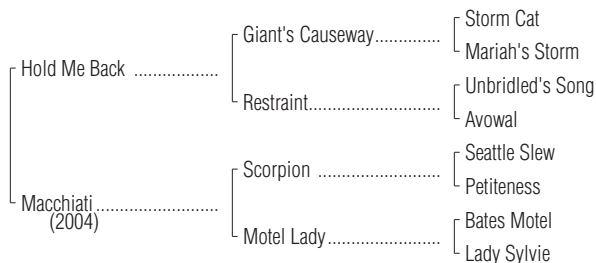 Storm Cat
Giant's Causeway..............
Mariah's Storm
Hold Me Back ..................
Unbridled's Song
Restraint............................
Avowal
Seattle Slew
Scorpion ..........................
Petiteness
Macchiati..........................
(2004)
Bates Motel
Motel Lady........................
Lady Sylvie